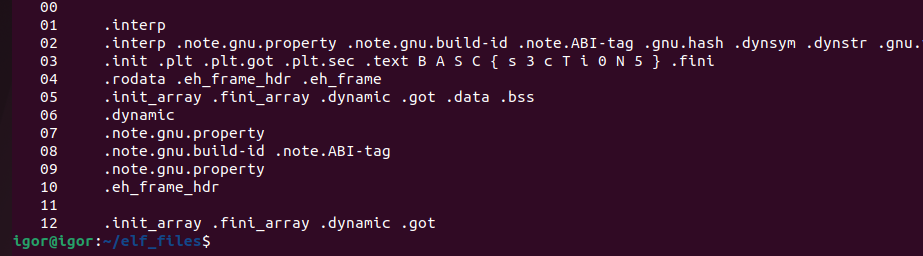 00
01 .interp
02 .interp .note.gnu.property .note.gnu.build-id .note.ABI-tag .gnu.hash .dynsym .dynstr .gnu.
03 .init .plt .plt.got .plt.sec .text B A S C { s 3 c T i 0 N 5 } .fini
04 .rodata .eh_frame_hdr .eh_frame
05 .init_array .fini_array .dynamic .got .data .bss
06 .dynamic
07 .note.gnu.property
08 .note.gnu.build-id .note.ABI-tag
09 .note.gnu.property
10 .eh_frame_hdr
11
12 .init_array .fini_array .dynamic .got
igor@igor:~/elf_files$